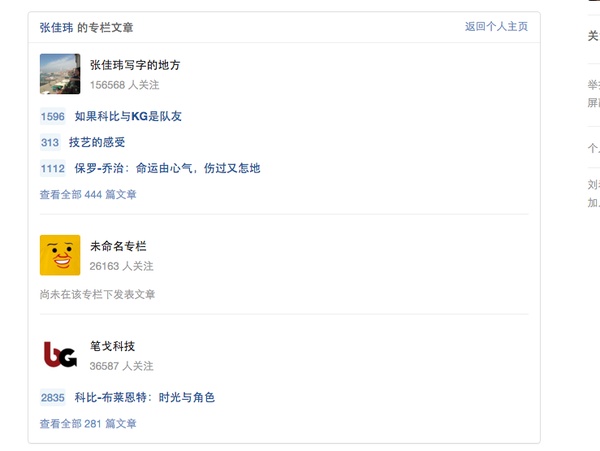 张佳玮 的专栏文章
返回个人主页
关
张佳玮写字的地方
156568 人关注
举
屏
1596 如果科比与KG是队友
313 技艺的感受
个
1112 保罗-乔治：命运由心气，伤过又怎地
查看全部 444 篇文章
加
未命名专栏
26163 人关注
尚未在该专栏下发表文章
bG
笔戈科技
36587 人关注
2835 科比-布莱恩特：时光与角色
查看全部 281 篇文章